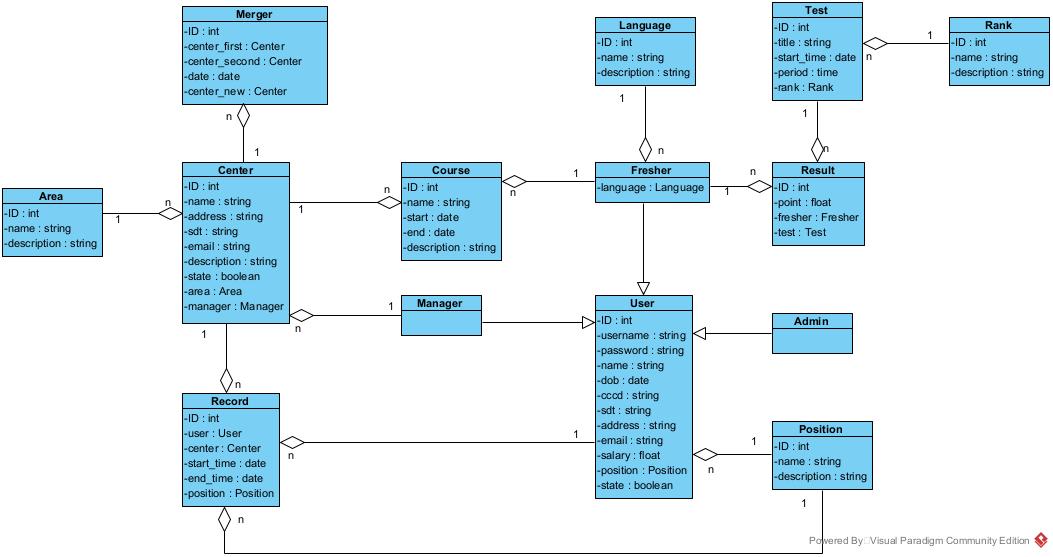 Merger
-ID : int
-center_first : Center
-center_second : Center
-date : date
-center_new : Center
Language
-ID : int
-name : string
-description : string
Test
-ID : int
-title : string
-start_time : date
-period : time
-rank : Rank
1
n
Rank
-ID : int
-name : string
-description : string
n
1
1
n
1
n
Area
-ID : int
-name : string
-description : string
1
n
Center
-ID : int
-name : string
-address : string
-sdt : string
-email : string
-description : string
-state : boolean
-area : Area
-manager : Manager
1
n
Course
-ID : int
-name : string
-start : date
-end : date
-description : string
n
1
Fresher
-language : Language
1
n
Result
-ID : int
-point : float
-fresher : Fresher
-test : Test
n
1
Manager
User
-ID : int
-username : string
-password : string
-name : string
-dob : date
-cccd : string
-sdt : string
-address : string
-email : string
-salary : float
-position : Position
-state : boolean
Admin
1
n
Record
-ID : int
-user : User
-center : Center
-start_time : date
-end_time : date
-position : Position
n
1
n
1
Position
-ID : int
-name : string
-description : string
n
1
Powered By Visual Paradigm Community Edition